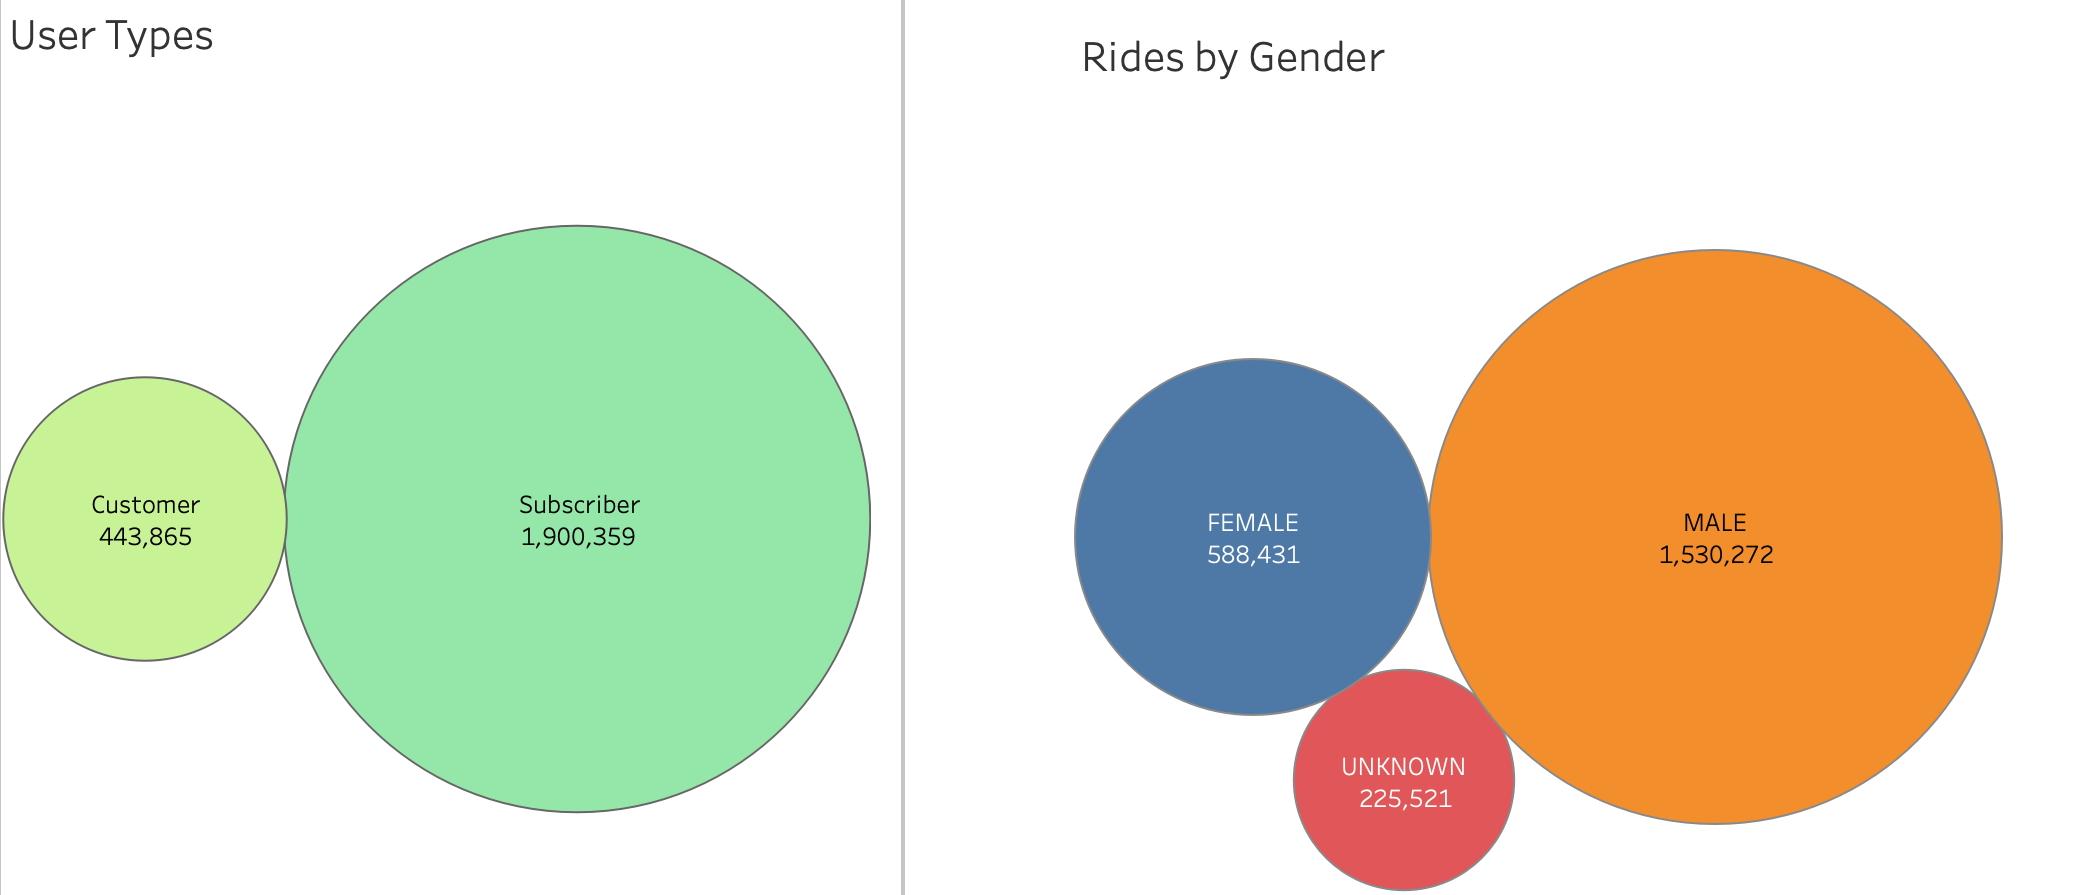 User Types
Customer
443,865
Subscriber
1,900,359
Rides by Gender
FEMALE
588,431
MALE
1,530,272
UNKNOWN
225,521